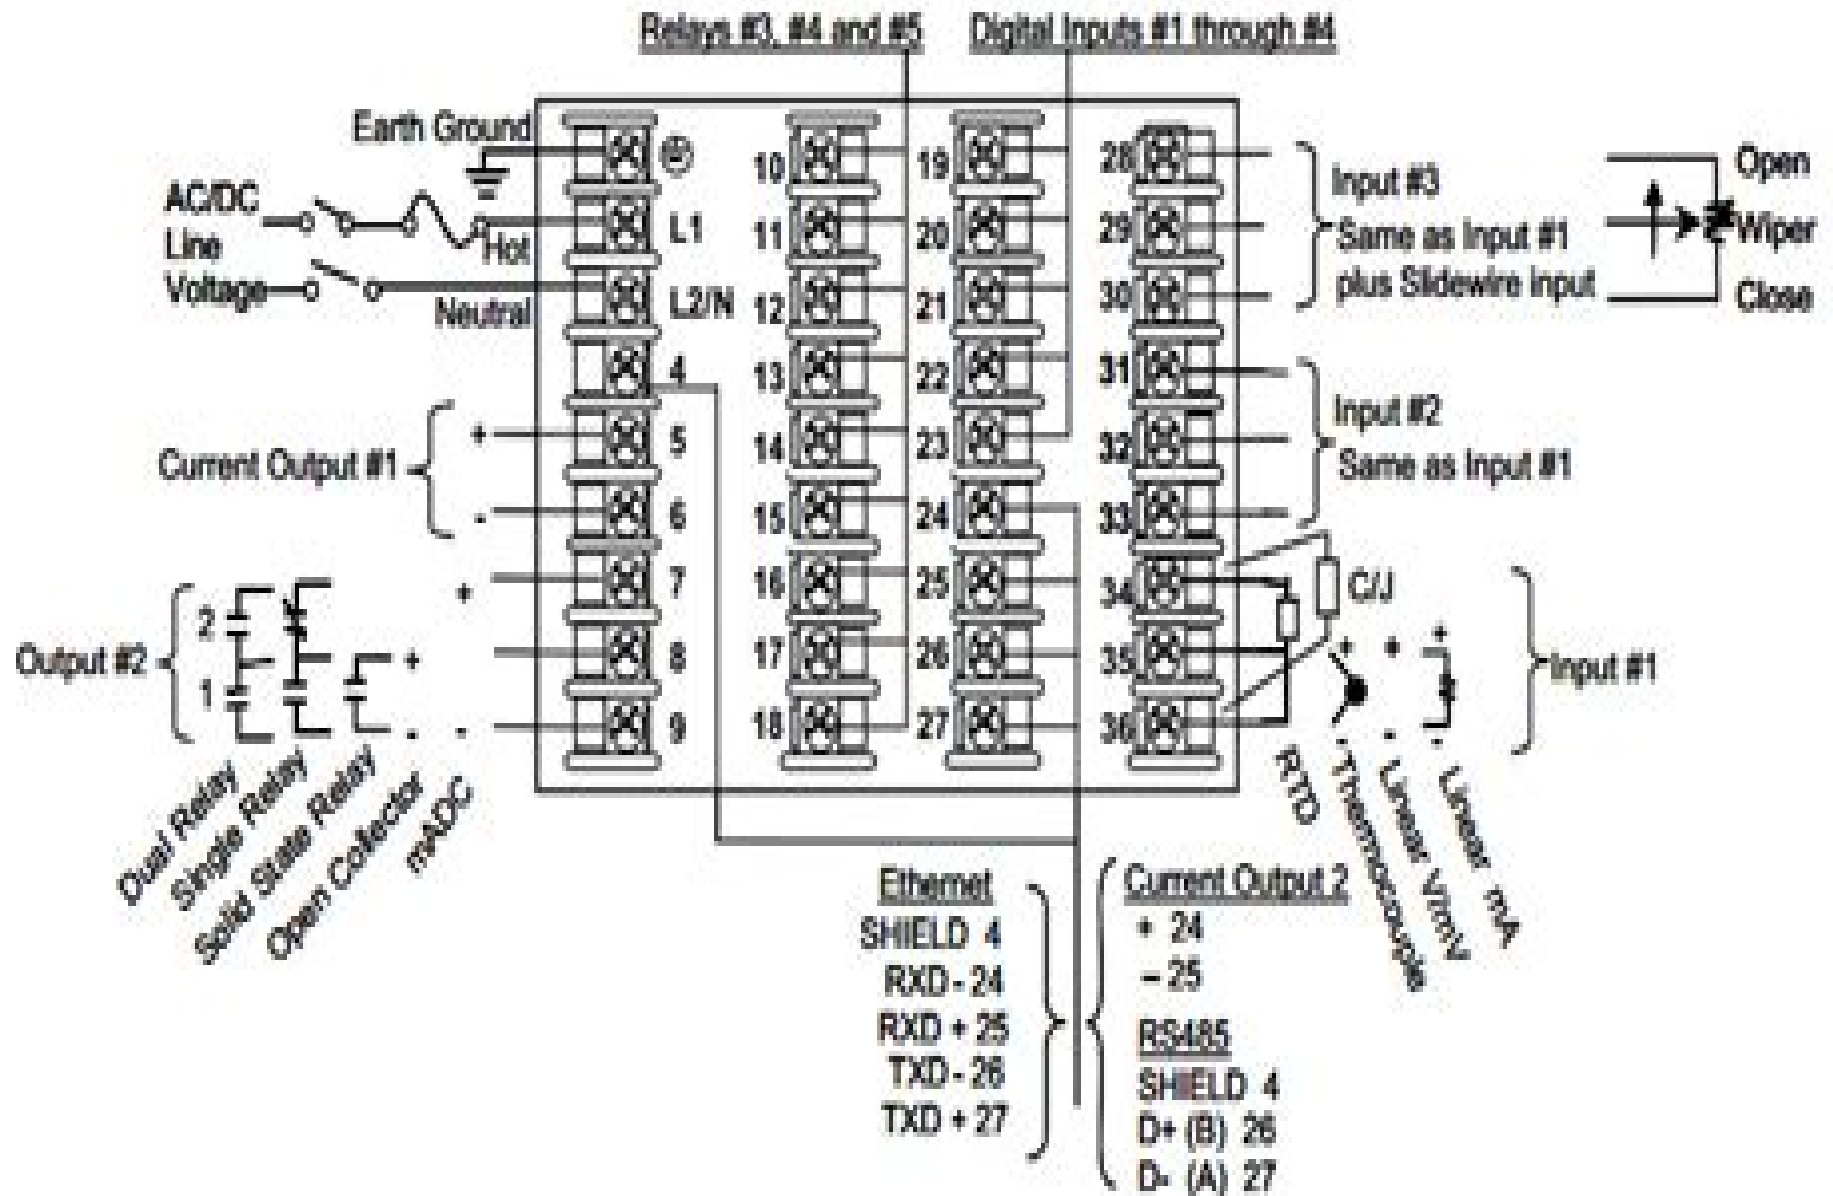 Relays #3, #4 and #5
Digital Inputs #1 through #4
Earth Ground
AC/DC
Line
Voltage
Hot
Neutral
L1
L2/N
4
5
6
7
8
9
10
11
12
13
14
15
16
17
18
19
20
21
22
23
24
25
26
27
28
29
30
31
32
33
34
35
36
Current Output #1
+
-
Output #2
2
1
+
+
-
-
Dual Relay
Single Relay
Solid State Relay
Open Collector
mADC
Input #3
Same as Input #1
plus Slidewire input
Open
Wiper
Close
Input #2
Same as Input #1
C/J
+
+
+
-
-
-
Input #1
RTD
Thermocouple
Linear V/mV
Linear mA
Ethernet
SHIELD 4
RXD - 24
RXD + 25
TXD - 26
TXD + 27
Current Output 2
+ 24
– 25
RS485
SHIELD 4
D+ (B) 26
D- (A) 27